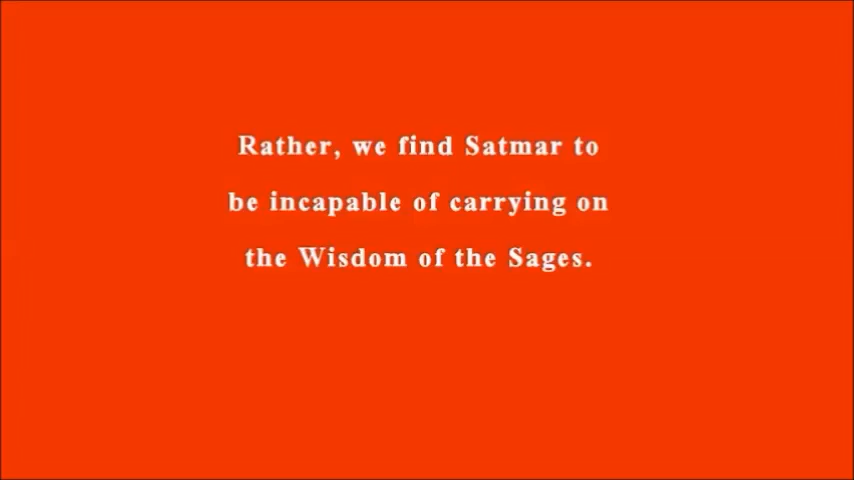 Rather, we find Satmar to
be incapable of carrying on
the Wisdom of the Sages.